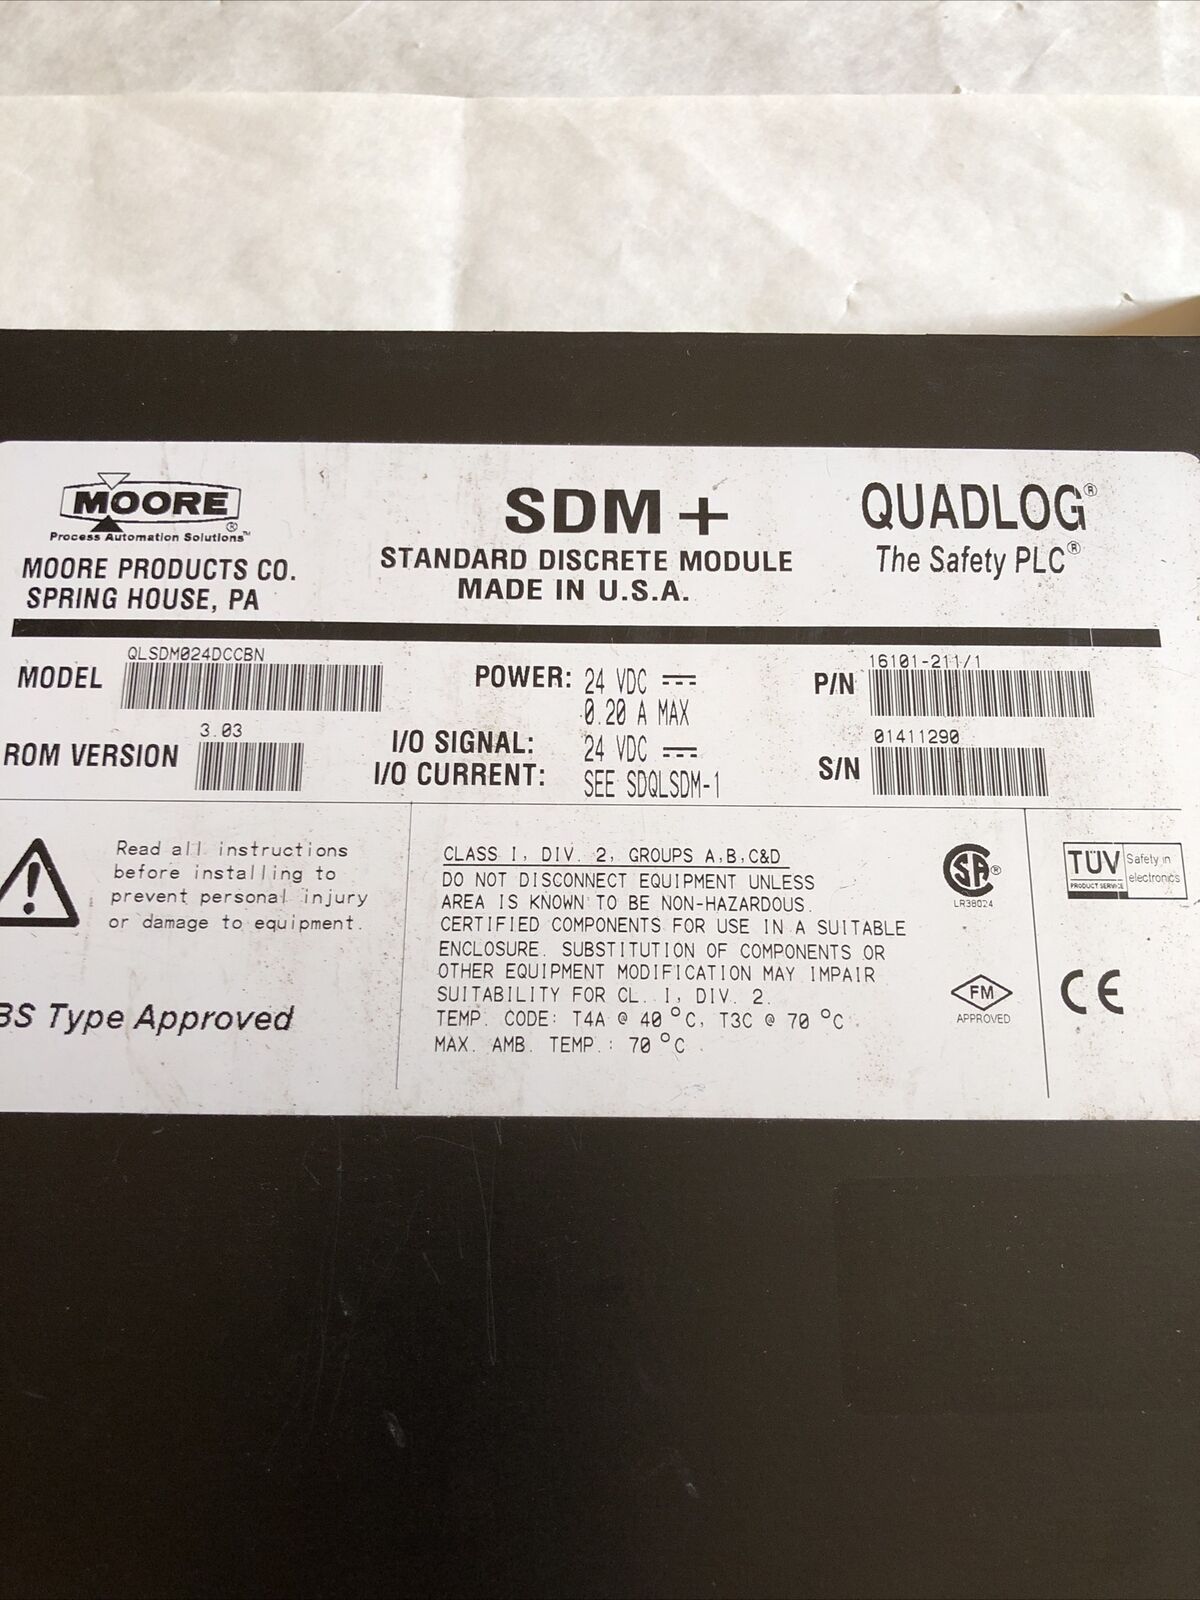 MOORE®
Process Automation Solutions™
MOORE PRODUCTS CO.
SPRING HOUSE, PA
SDM +
STANDARD DISCRETE MODULE
MADE IN U.S.A.
QUADLOG®
The Safety PLC®
MODEL QLSDM024DCCBN
ROM VERSION 3.03
POWER: 24 VDC
0.20 A MAX
I/O SIGNAL: 24 VDC
I/O CURRENT: SEE SDQLSDM-1
P/N 16101-211/1
S/N 01411290
Read all instructions
before installing to
prevent personal injury
or damage to equipment.
BS Type Approved
CLASS I, DIV. 2, GROUPS A,B,C&D
DO NOT DISCONNECT EQUIPMENT UNLESS
AREA IS KNOWN TO BE NON-HAZARDOUS.
CERTIFIED COMPONENTS FOR USE IN A SUITABLE
ENCLOSURE. SUBSTITUTION OF COMPONENTS OR
OTHER EQUIPMENT MODIFICATION MAY IMPAIR
SUITABILITY FOR CL. I, DIV. 2.
TEMP. CODE: T4A @ 40 °C, T3C @ 70 °C
MAX. AMB. TEMP.: 70 °C
SA®
LR38024
FM
APPROVED
TÜV
PRODUCT SERVICE
Safety in
electronics
CE